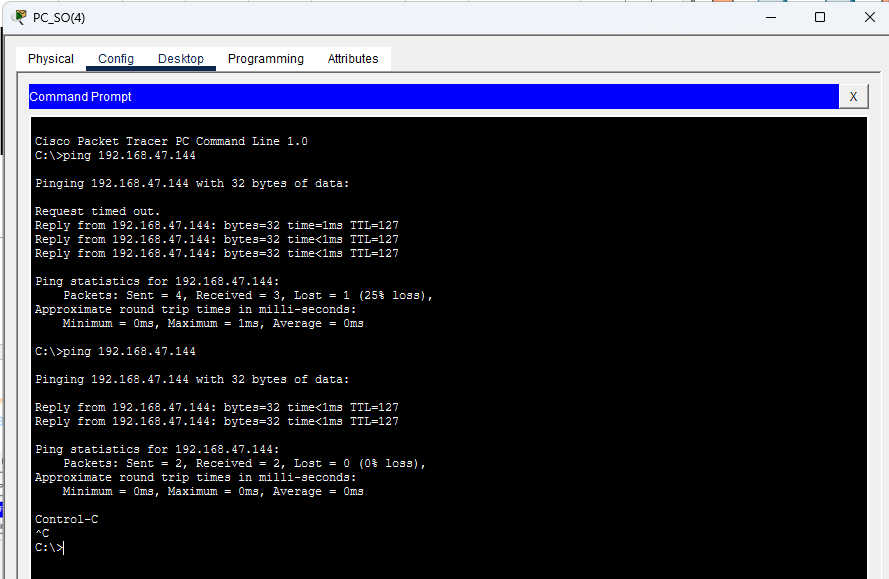 PC_SO(4)
Physical Config Desktop Programming Attributes
Command Prompt X
Cisco Packet Tracer PC Command Line 1.0
C:\>ping 192.168.47.144
Pinging 192.168.47.144 with 32 bytes of data:
Request timed out.
Reply from 192.168.47.144: bytes=32 time=1ms TTL=127
Reply from 192.168.47.144: bytes=32 time<1ms TTL=127
Reply from 192.168.47.144: bytes=32 time<1ms TTL=127
Ping statistics for 192.168.47.144:
Packets: Sent = 4, Received = 3, Lost = 1 (25% loss),
Approximate round trip times in milli-seconds:
Minimum = 0ms, Maximum = 1ms, Average = 0ms
C:\>ping 192.168.47.144
Pinging 192.168.47.144 with 32 bytes of data:
Reply from 192.168.47.144: bytes=32 time<1ms TTL=127
Reply from 192.168.47.144: bytes=32 time<1ms TTL=127
Ping statistics for 192.168.47.144:
Packets: Sent = 2, Received = 2, Lost = 0 (0% loss),
Approximate round trip times in milli-seconds:
Minimum = 0ms, Maximum = 0ms, Average = 0ms
Control-C
^C
C:\>